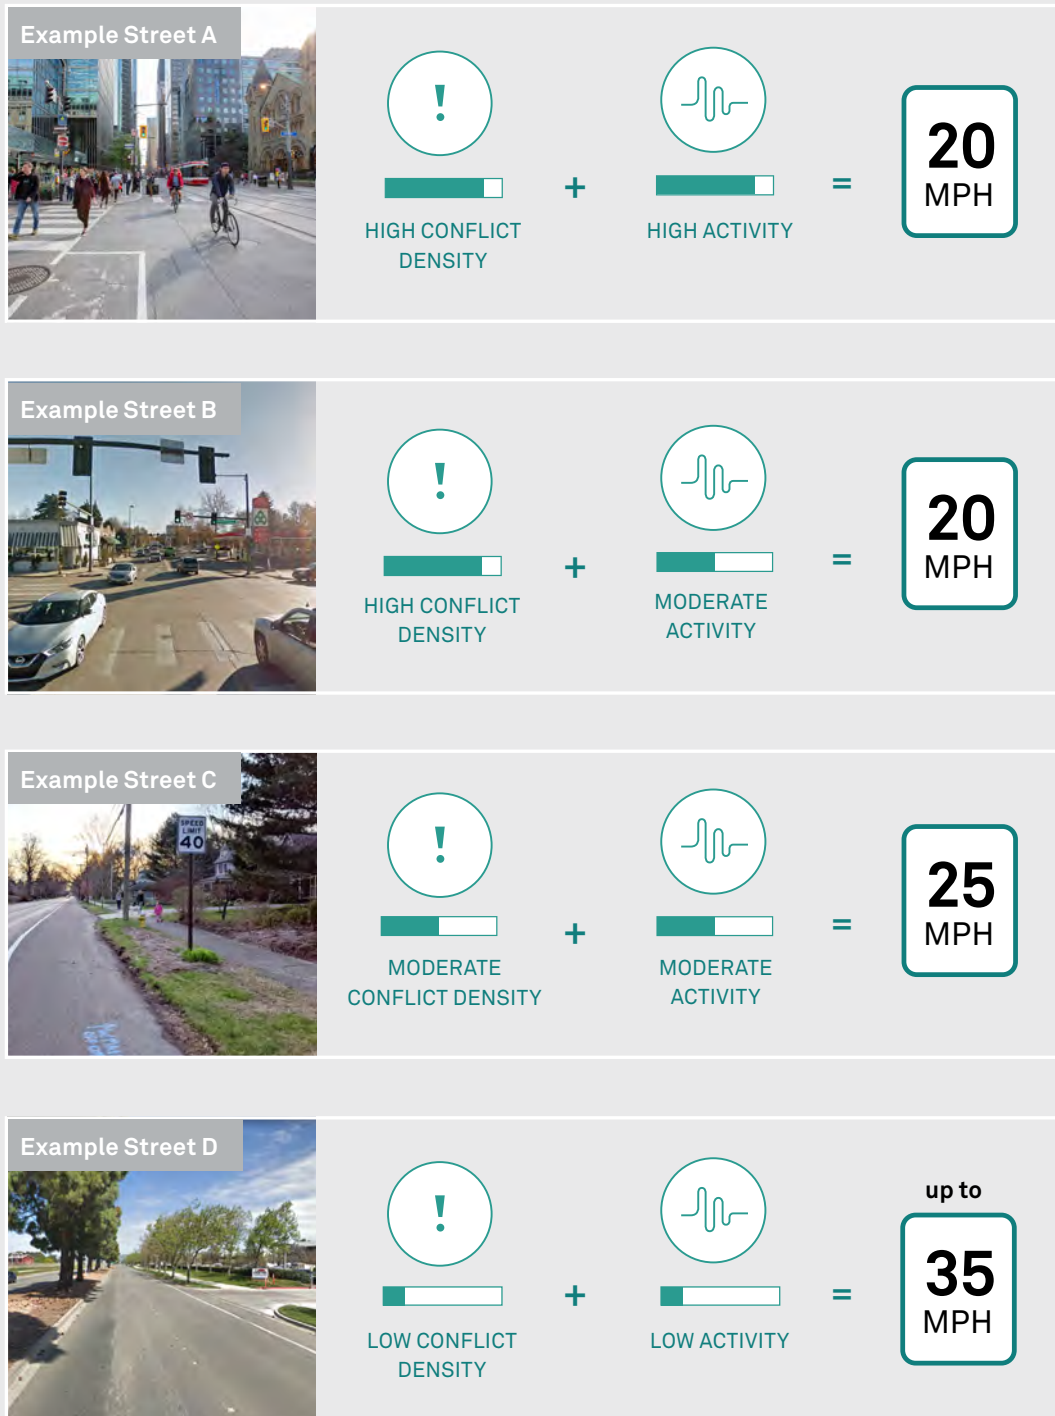 Example Street A
!
+
=
HIGH CONFLICT
DENSITY
HIGH ACTIVITY
20
MPH
Example Street B
!
+
=
HIGH CONFLICT
DENSITY
MODERATE
ACTIVITY
20
MPH
Example Street C
SPEED
LIMIT
40
!
+
=
MODERATE
CONFLICT DENSITY
MODERATE
ACTIVITY
25
MPH
Example Street D
!
+
=
LOW CONFLICT
DENSITY
LOW ACTIVITY
up to
35
MPH